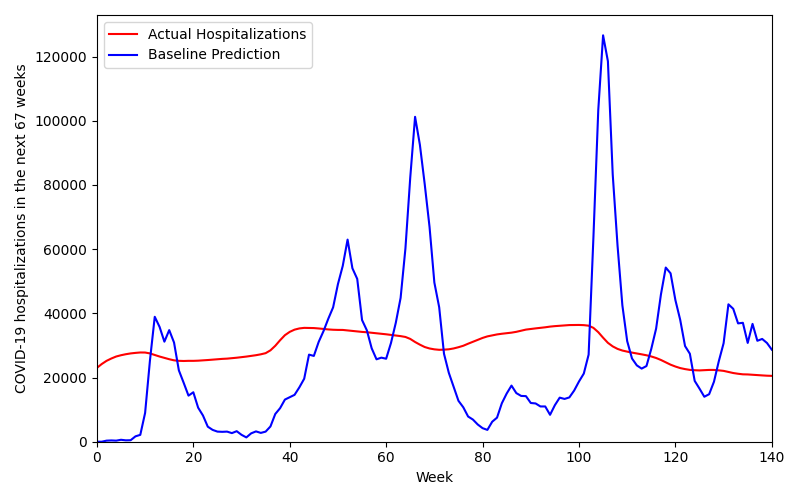 Actual Hospitalizations
Baseline Prediction
COVID-19 hospitalizations in the next 67 weeks
120000
100000
80000
60000
40000
20000
0
0 20 40 60 80 100 120 140
Week